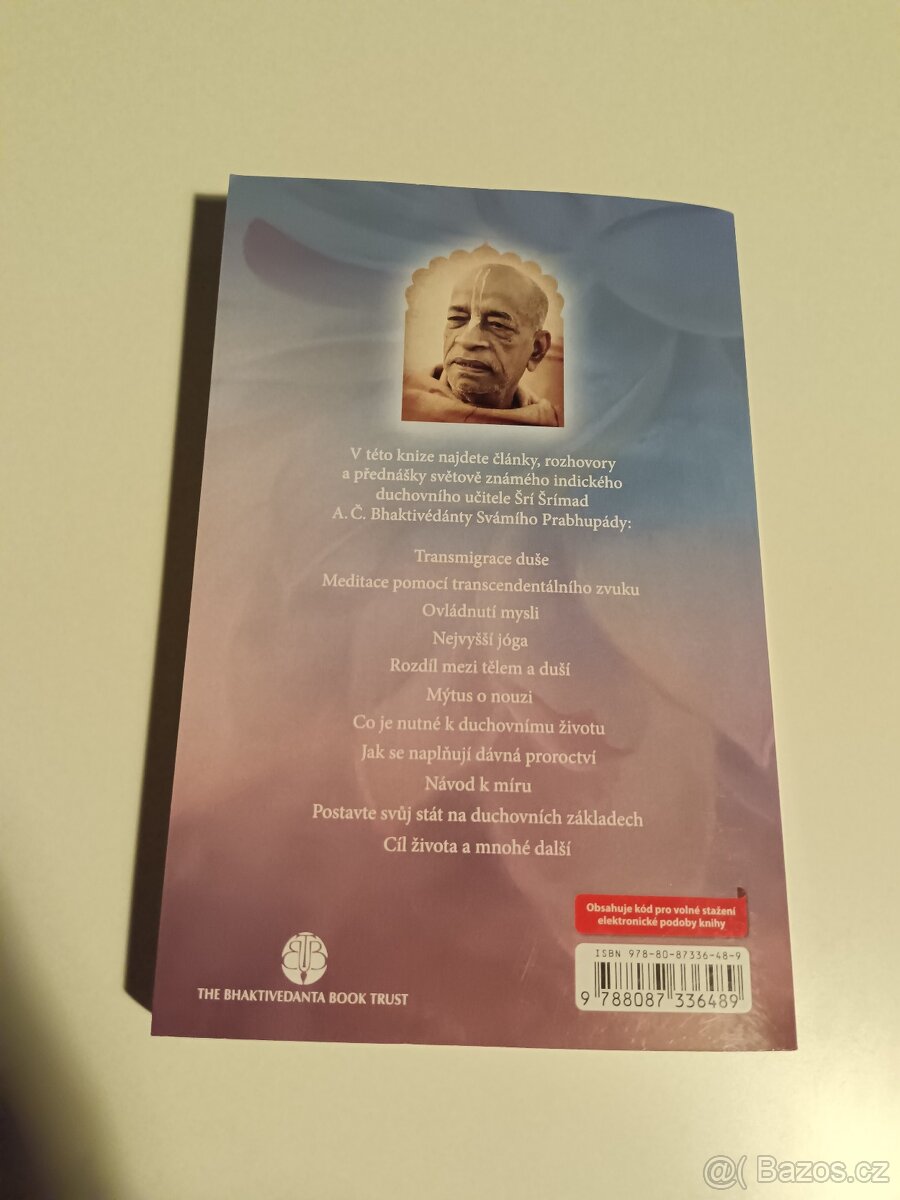 V této knize najdete články, rozhovory
a přednášky světově známého indického
duchovního učitele Šrí Šrímad
A. Č. Bhaktivédánty Svámího Prabhupády:
Transmigrace duše
Meditace pomocí transcendentálního zvuku
Ovládnutí mysli
Nejvyšší jóga
Rozdíl mezi tělem a duší
Mýtus o nouzi
Co je nutné k duchovnímu životu
Jak se naplňují dávná proroctví
Návod k míru
Postavte svůj stát na duchovních základech
Cíl života a mnohé další
Obsahuje kód pro volné stažení
elektronické podoby knihy
ISBN 978-80-87336-48-9
9 788087 336489
BTB
THE BHAKTIVEDANTA BOOK TRUST
@( Bazos.cz